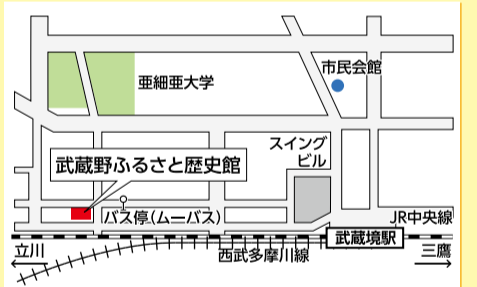 亜細亜大学
市民会館
スイング
ビル
武蔵野ふるさと歴史館
バス停(ムーバス)
JR中央線
武蔵境駅
立川
西武多摩川線
三鷹